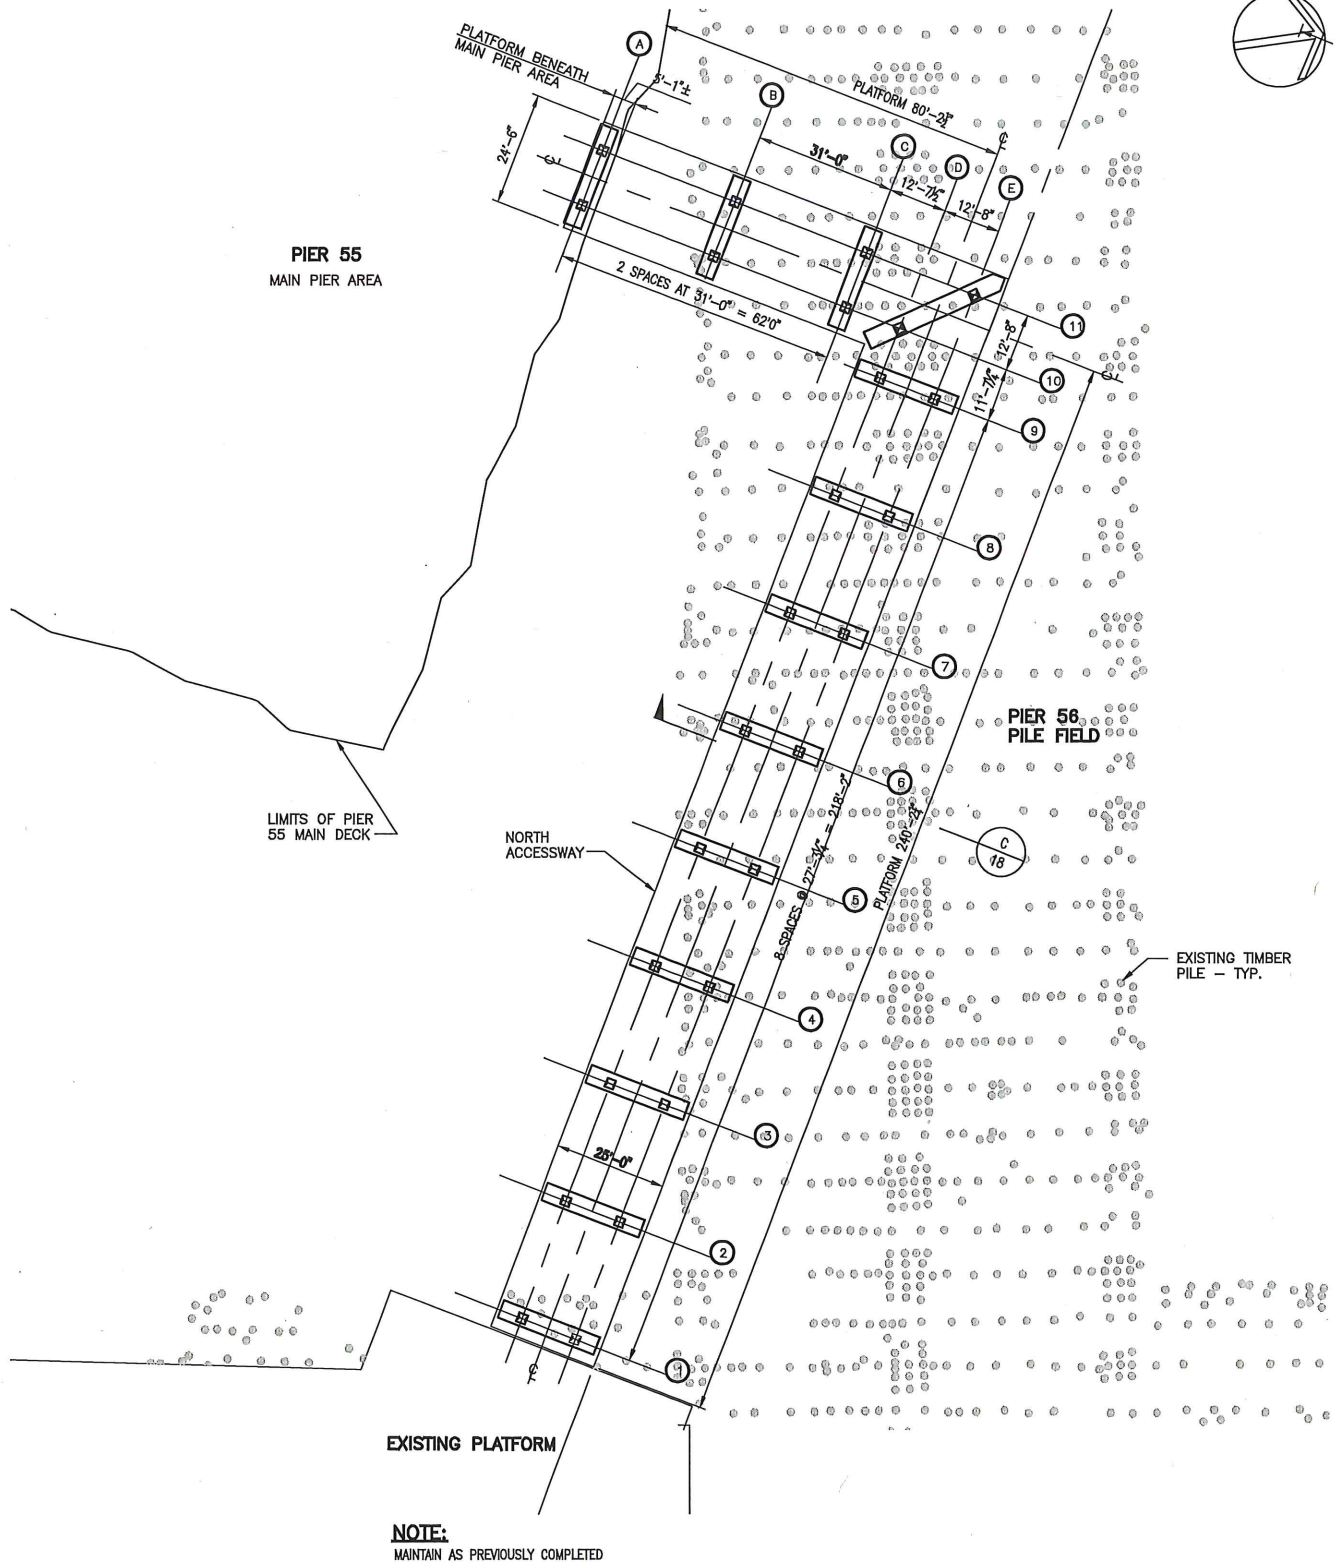 PLATFORM BENEATH
MAIN PIER AREA
A
5'-1"±
B
PLATFORM 80'-2½"
24'-6"
31'-0"
C
12'-7½"
D
12'-8"
E
PIER 55
MAIN PIER AREA
2 SPACES AT 31'-0" = 62'0"
11
12'-8"
10
11'-7¼"
9
8
7
PIER 56
PILE FIELD
6
LIMITS OF PIER
55 MAIN DECK
NORTH
ACCESSWAY
C
18
5
8 SPACES @ 27'-3¼" = 218'-2"
PLATFORM
EXISTING TIMBER
PILE – TYP.
4
3
25'-0"
2
1
EXISTING PLATFORM
NOTE:
MAINTAIN AS PREVIOUSLY COMPLETED